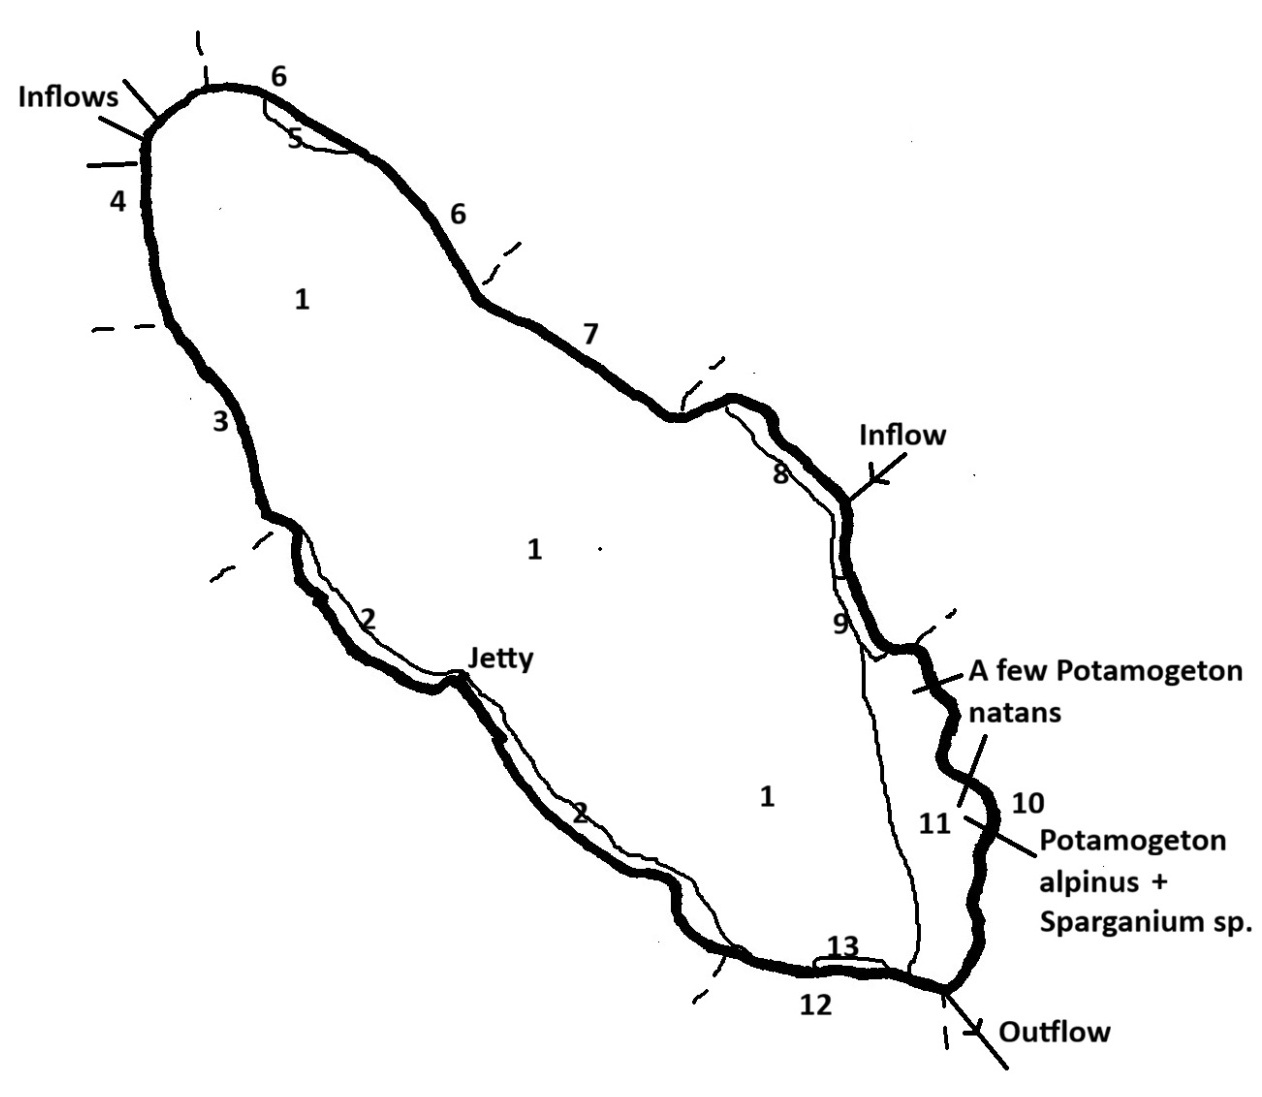 6
Inflows
5
4
6
1
7
3
Inflow
8
1
2
9
Jetty
A few Potamogeton
natans
1
10
2
11
Potamogeton
alpinus +
Sparganium sp.
13
12
Outflow